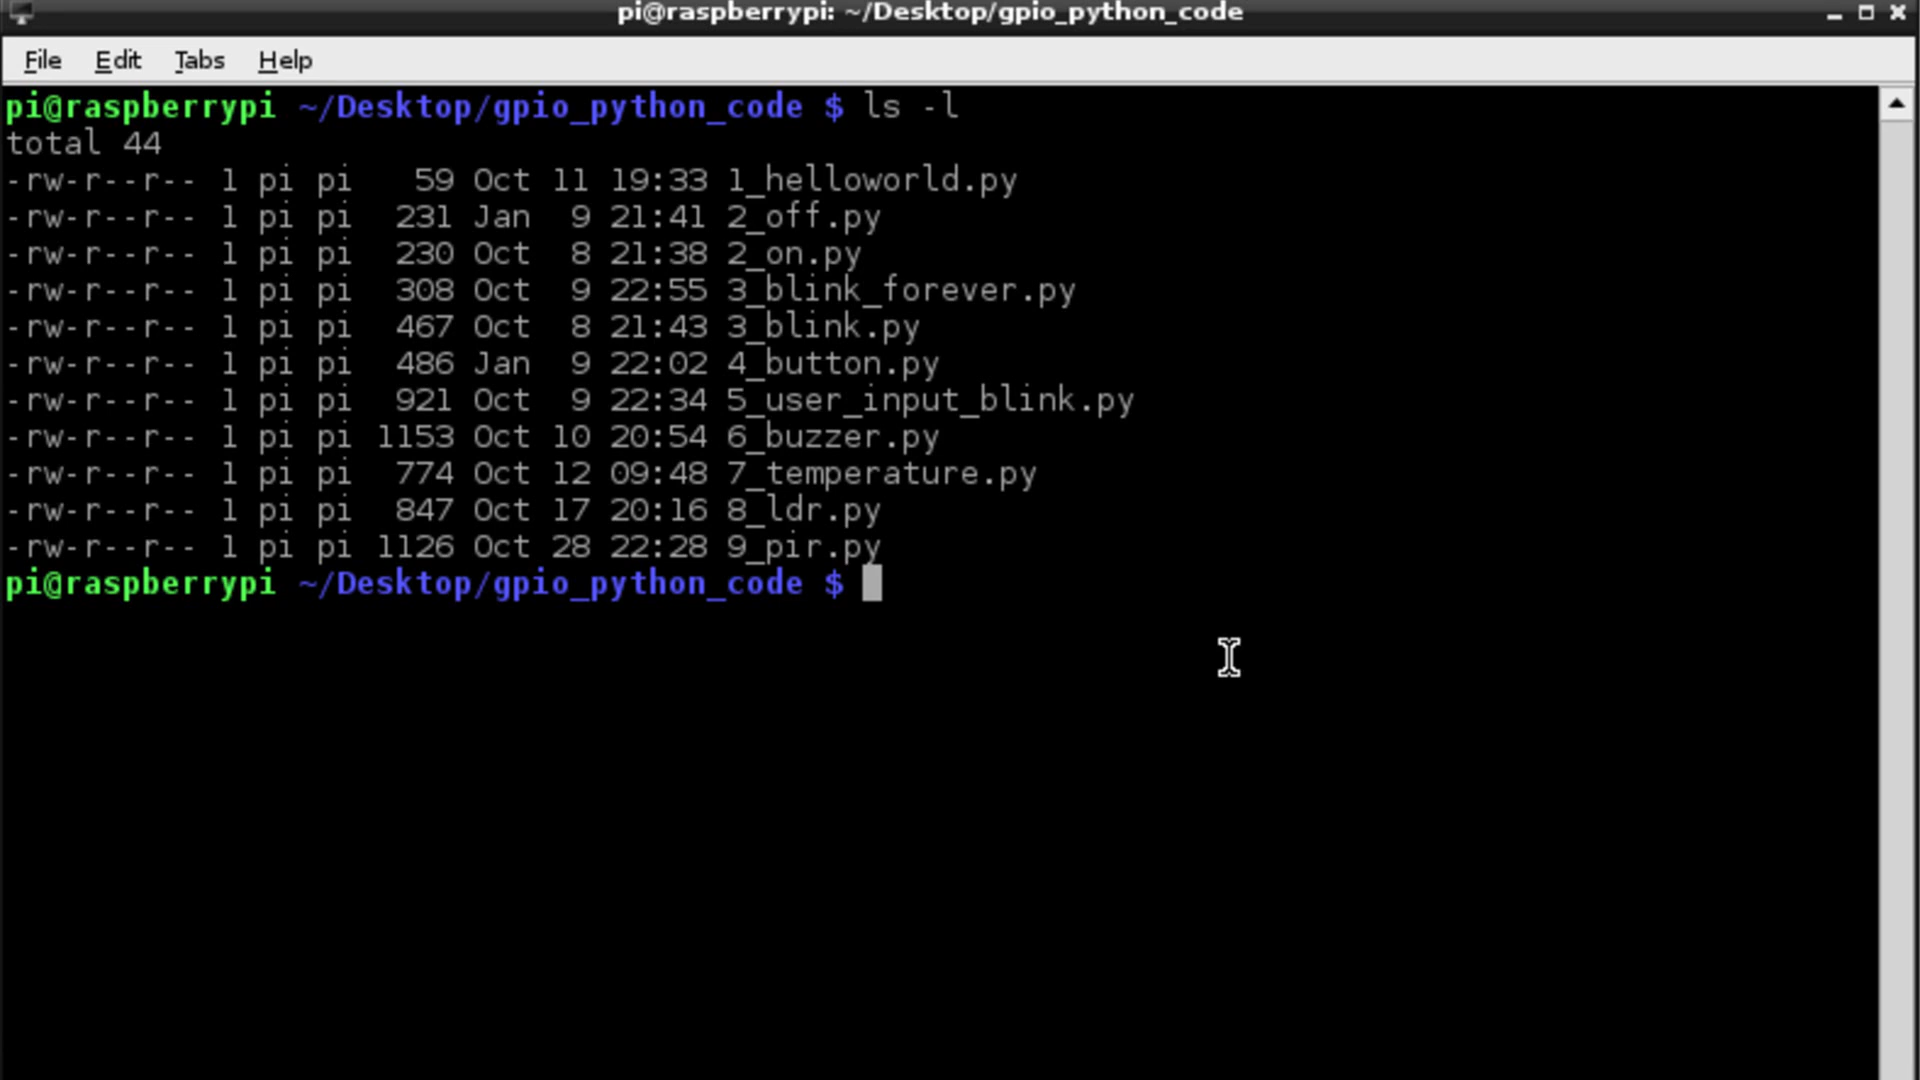 pi@raspberrypi: ~/Desktop/gpio_python_code
File Edit Tabs Help
pi@raspberrypi ~/Desktop/gpio_python_code $ ls -l
total 44
-rw-r--r-- 1 pi pi   59 Oct 11 19:33 1_helloworld.py
-rw-r--r-- 1 pi pi  231 Jan  9 21:41 2_off.py
-rw-r--r-- 1 pi pi  230 Oct  8 21:38 2_on.py
-rw-r--r-- 1 pi pi  308 Oct  9 22:55 3_blink_forever.py
-rw-r--r-- 1 pi pi  467 Oct  8 21:43 3_blink.py
-rw-r--r-- 1 pi pi  486 Jan  9 22:02 4_button.py
-rw-r--r-- 1 pi pi  921 Oct  9 22:34 5_user_input_blink.py
-rw-r--r-- 1 pi pi 1153 Oct 10 20:54 6_buzzer.py
-rw-r--r-- 1 pi pi  774 Oct 12 09:48 7_temperature.py
-rw-r--r-- 1 pi pi  847 Oct 17 20:16 8_ldr.py
-rw-r--r-- 1 pi pi 1126 Oct 28 22:28 9_pir.py
pi@raspberrypi ~/Desktop/gpio_python_code $